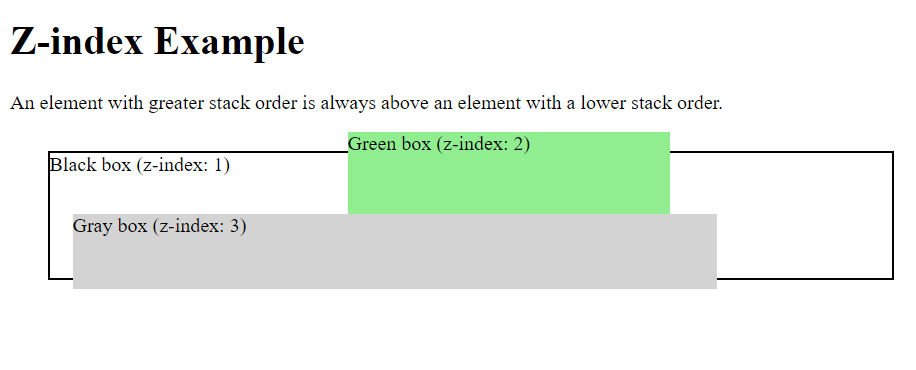 Z-index Example
An element with greater stack order is always above an element with a lower stack order.
Green box (z-index: 2)
Black box (z-index: 1)
Gray box (z-index: 3)